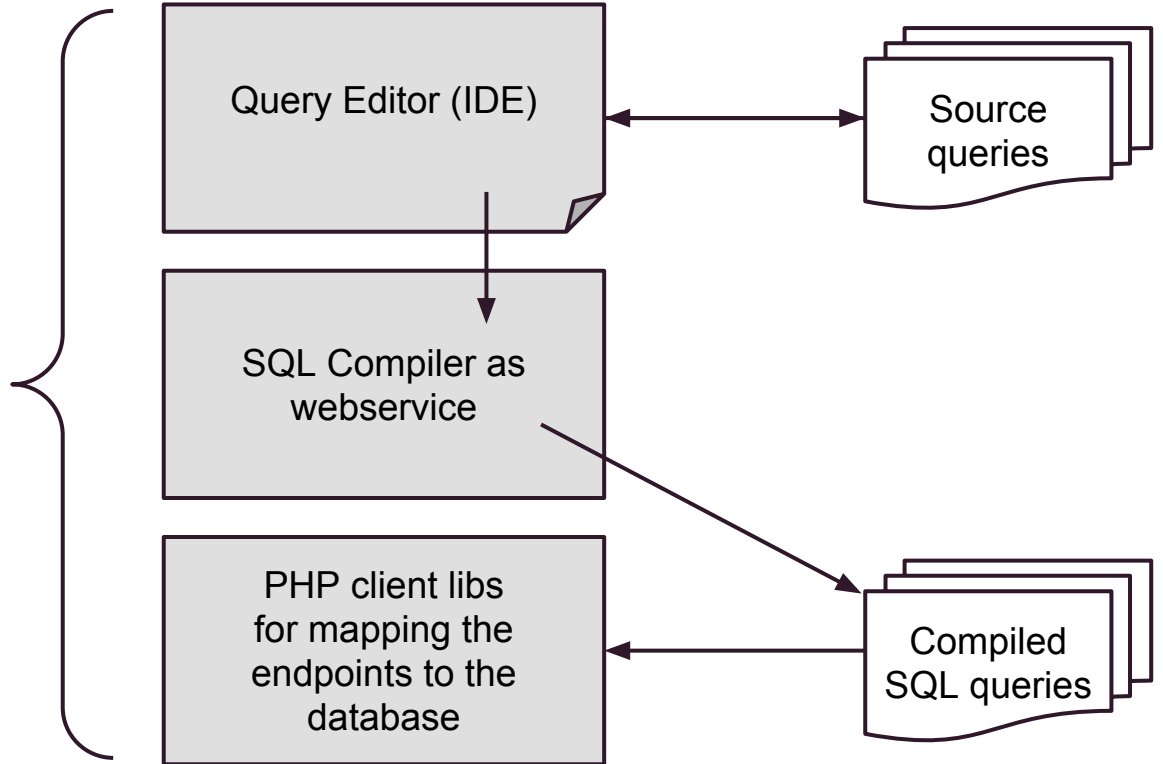 Query Editor (IDE)
Source
queries
SQL Compiler as
webservice
PHP client libs
for mapping the
endpoints to the
database
Compiled
SQL queries